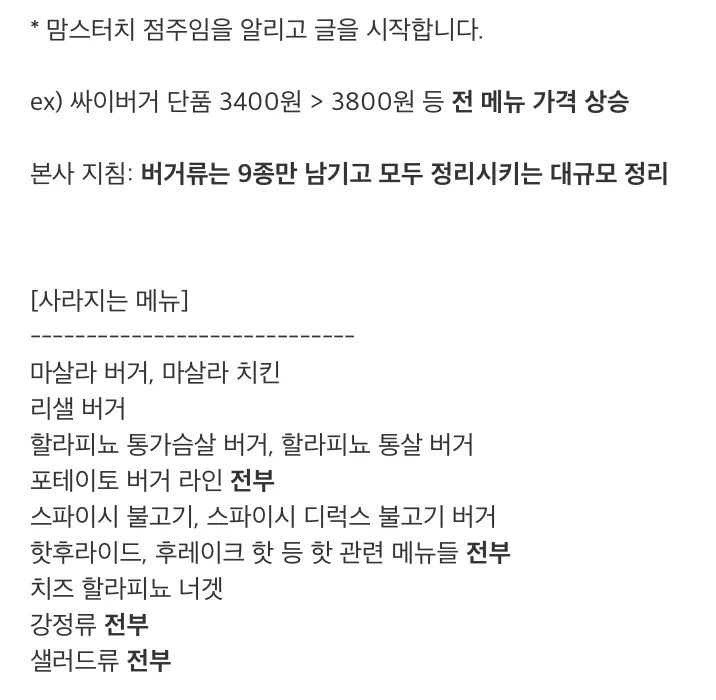 * 맘스터치 점주임을 알리고 글을 시작합니다.
ex) 싸이버거 단품 3400원 > 3800원 등 전 메뉴 가격 상승
본사 지침: 버거류는 9종만 남기고 모두 정리시키는 대규모 정리
[사라지는 메뉴]
-----------------------------
마살라 버거, 마살라 치킨
리샐 버거
할라피뇨 통가슴살 버거, 할라피뇨 통살 버거
포테이토 버거 라인 전부
스파이시 불고기, 스파이시 디럭스 불고기 버거
핫후라이드, 후레이크 핫 등 핫 관련 메뉴들 전부
치즈 할라피뇨 너겟
강정류 전부
샐러드류 전부